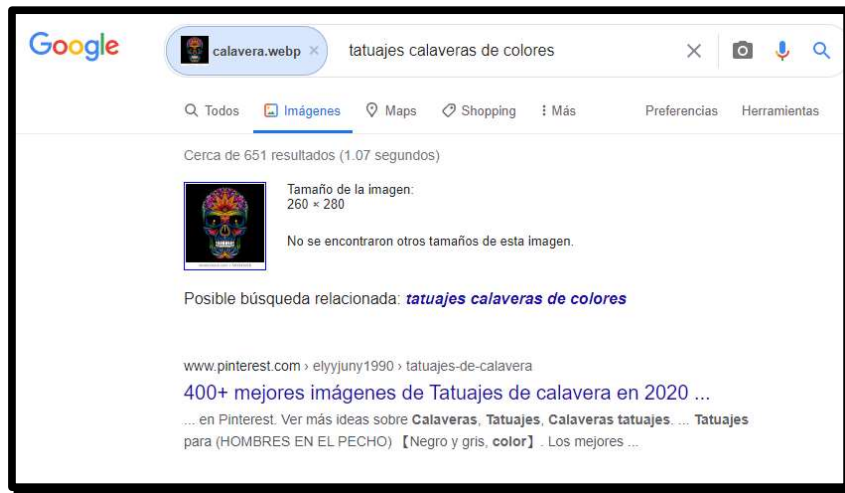 Google
calavera.webp × tatuajes calaveras de colores
Todos Imágenes Maps Shopping Más Preferencias Herramientas
Cerca de 651 resultados (1.07 segundos)
Tamaño de la imagen:
260 × 280
No se encontraron otros tamaños de esta imagen.
Posible búsqueda relacionada: tatuajes calaveras de colores
www.pinterest.com › elyyjuny1990 › tatuajes-de-calavera
400+ mejores imágenes de Tatuajes de calavera en 2020 ...
... en Pinterest. Ver más ideas sobre Calaveras, Tatuajes, Calaveras tatuajes. ... Tatuajes
para (HOMBRES EN EL PECHO) 【Negro y gris, color】. Los mejores ...